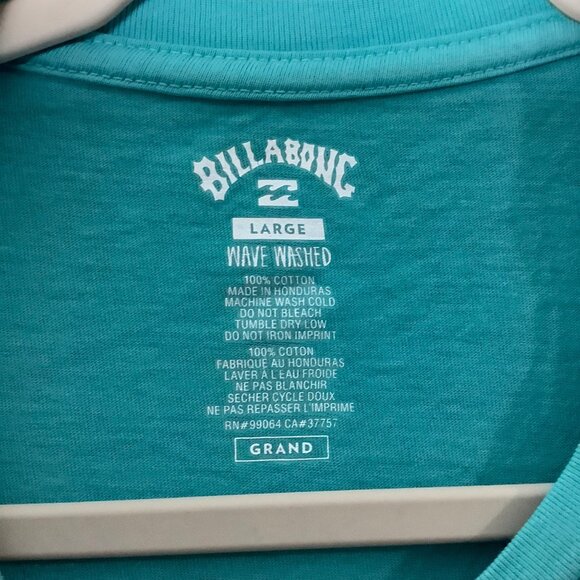 BILLABONG
LARGE
WAVE WASHED
100% COTTON
MADE IN HONDURAS
MACHINE WASH COLD
DO NOT BLEACH
TUMBLE DRY LOW
DO NOT IRON IMPRINT
100% COTON
FABRIQUE AU HONDURAS
LAVER À L'EAU FROIDE
NE PAS BLANCHIR
SECHER CYCLE DOUX
NE PAS REPASSER L'IMPRIME
RN#99064 CA#37757
GRAND